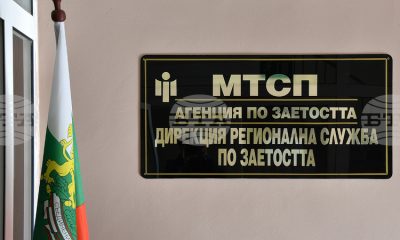 МТСП
АГЕНЦИЯ ПО ЗАЕТОСТТА
ДИРЕКЦИЯ РЕГИОНАЛНА СЛУЖБА
ПО ЗАЕТОСТТА